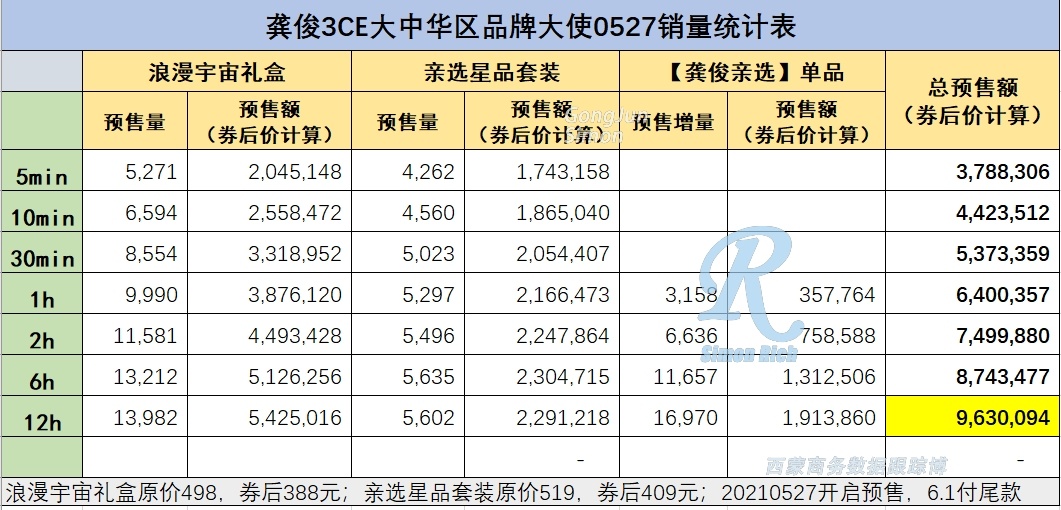 龚俊3CE大中华区品牌大使0527销量统计表
浪漫宇宙礼盒 亲选星品套装 【龚俊亲选】单品 总预售额（券后价计算）
预售量 预售额（券后价计算） 预售量 预售额（券后价计算） 预售增量 预售额（券后价计算）
GongJun
Simon
5min 5,271 2,045,148 4,262 1,743,158 3,788,306
10min 6,594 2,558,472 4,560 1,865,040 4,423,512
30min 8,554 3,318,952 5,023 2,054,407 5,373,359
1h 9,990 3,876,120 5,297 2,166,473 3,158 357,764 6,400,357
2h 11,581 4,493,428 5,496 2,247,864 6,636 758,588 7,499,880
R
Simon Rich
6h 13,212 5,126,256 5,635 2,304,715 11,657 1,312,506 8,743,477
12h 13,982 5,425,016 5,602 2,291,218 16,970 1,913,860 9,630,094
- -
西蒙商务数据跟踪博
浪漫宇宙礼盒原价498，券后388元；亲选星品套装原价519，券后409元；20210527开启预售，6.1付尾款